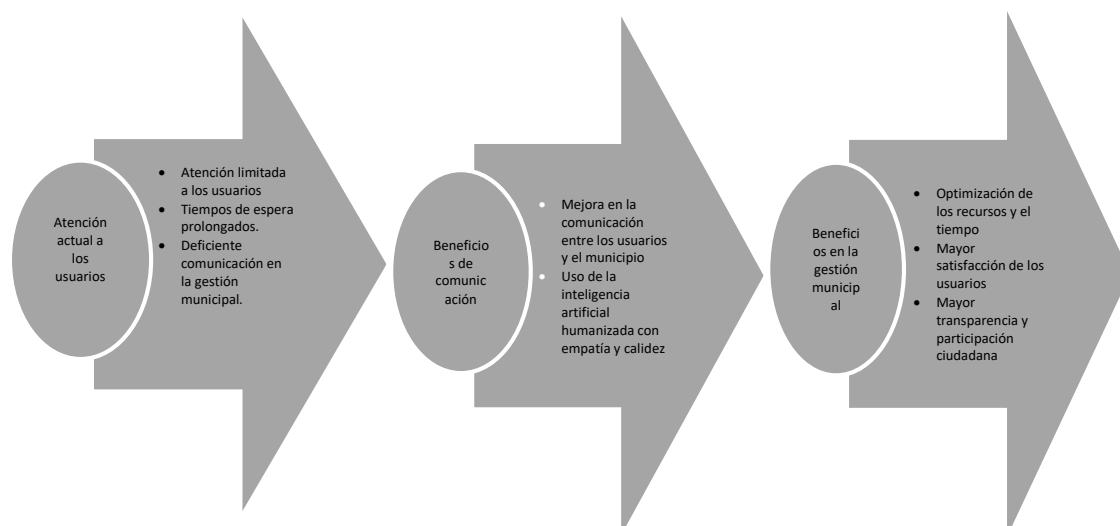 Atención
actual a
los
usuarios
• Atención limitada
a los usuarios
• Tiempos de espera
prolongados.
• Deficiente
comunicación en
la gestión
municipal.
Beneficio
s de
comunic
ación
• Mejora en la
comunicación
entre los usuarios
y el municipio
• Uso de la
inteligencia
artificial
humanizada con
empatía y calidez
Benefici
os en la
gestión
municip
al
• Optimización de
los recursos y el
tiempo
• Mayor
satisfacción de los
usuarios
• Mayor
transparencia y
participación
ciudadana